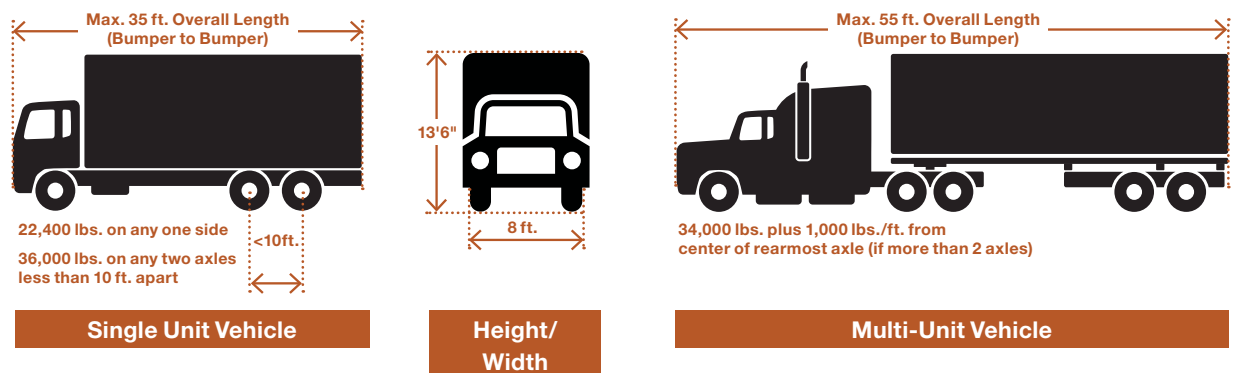 Max. 35 ft. Overall Length
(Bumper to Bumper)
22,400 lbs. on any one side
36,000 lbs. on any two axles
less than 10 ft. apart
<10ft.
Single Unit Vehicle
13'6"
8 ft.
Height/
Width
Max. 55 ft. Overall Length
(Bumper to Bumper)
34,000 lbs. plus 1,000 lbs./ft. from
center of rearmost axle (if more than 2 axles)
Multi-Unit Vehicle